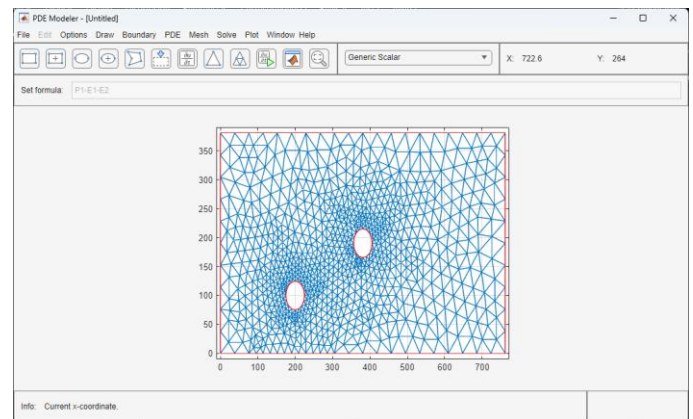 PDE Modeler - [Untitled]
File Edit Options Draw Boundary PDE Mesh Solve Plot Window Help
Generic Scalar
X: 722.6 Y: 264
Set formula: P1-E1-E2
350
300
250
200
150
100
50
0
0 100 200 300 400 500 600 700
Info: Current x-coordinate.